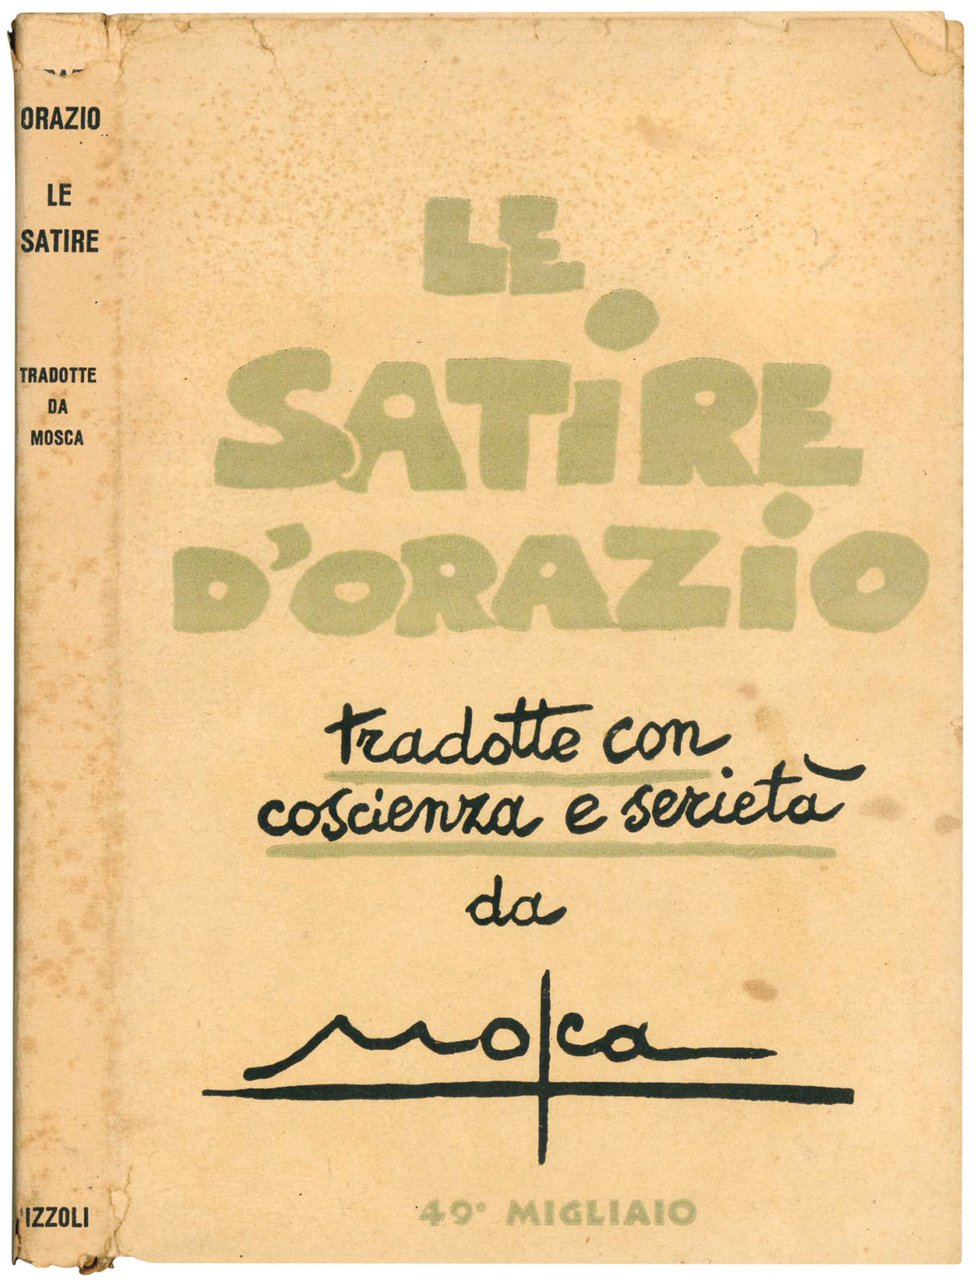 ORAZIO
LE
SATIRE
TRADOTTE
DA
MOSCA
IZZOLI
LE
SATiRE
D'ORAZiO
tradotte con
coscienza e serietà
da
Mosca
49° MIGLIAIO